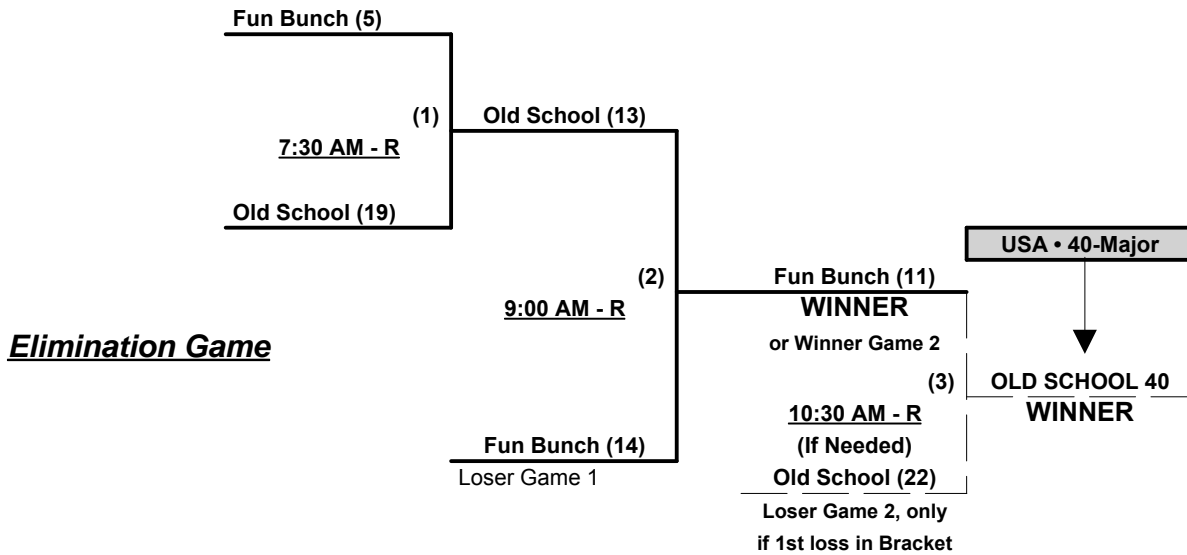 Fun Bunch (5)
(1)
7:30 AM - R
Old School (19)
Old School (13)
(2)
9:00 AM - R
Elimination Game
Fun Bunch (14)
Loser Game 1
Fun Bunch (11)
WINNER
or Winner Game 2
(3)
10:30 AM - R
(If Needed)
Old School (22)
Loser Game 2, only
if 1st loss in Bracket
USA • 40-Major
OLD SCHOOL 40
WINNER